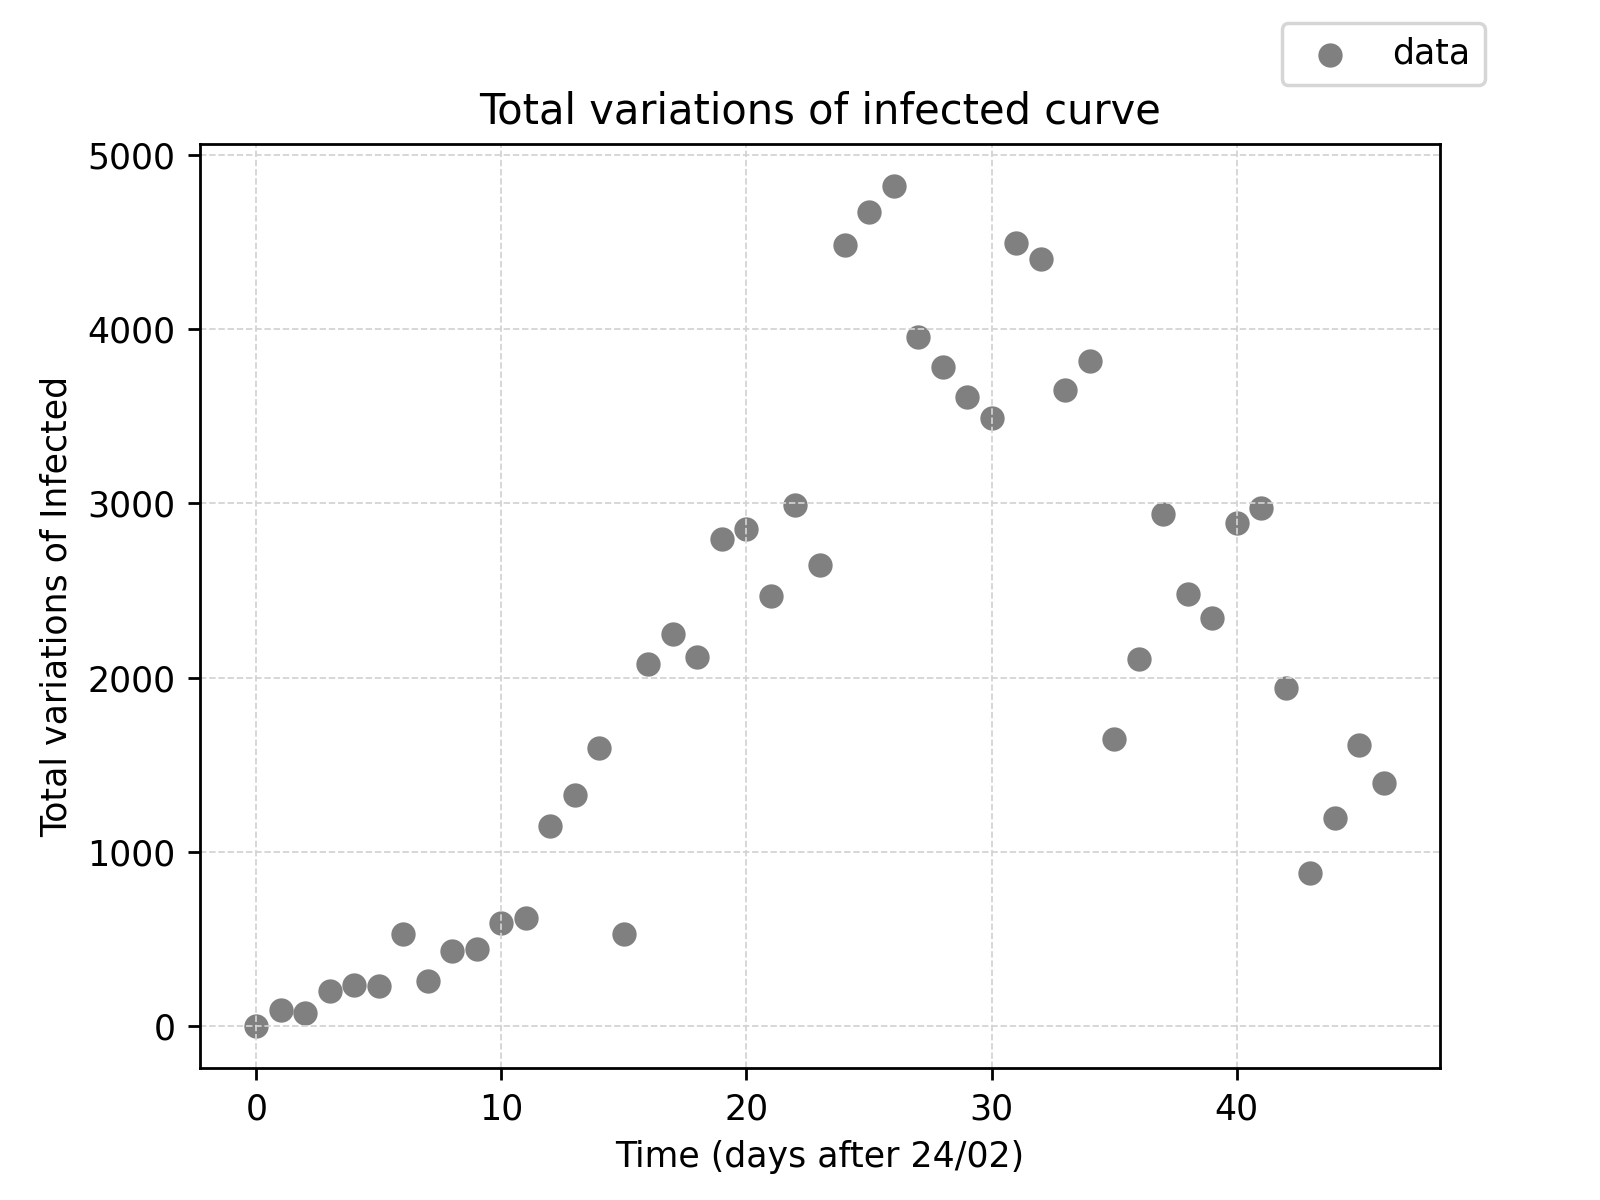 data
Total variations of infected curve
5000
4000
3000
2000
1000
0
Total variations of Infected
0 10 20 30 40
Time (days after 24/02)